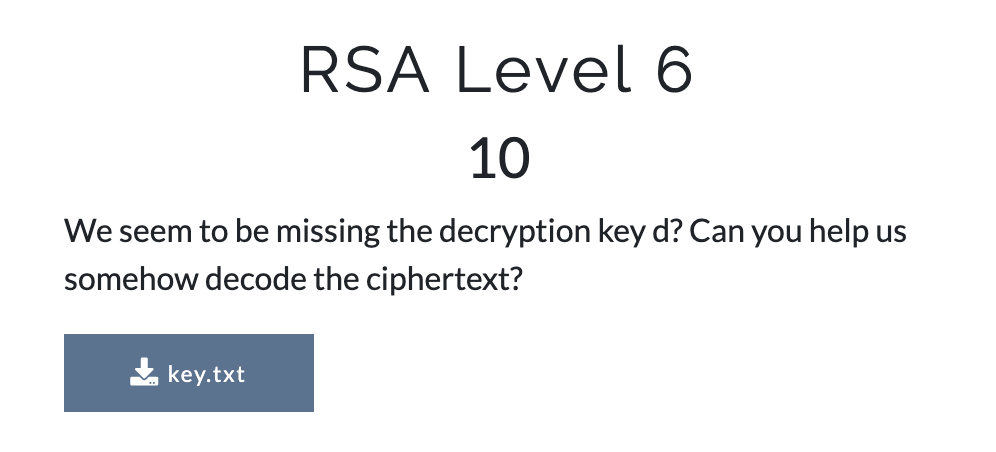 RSA Level 6
10
We seem to be missing the decryption key d? Can you help us
somehow decode the ciphertext?
key.txt